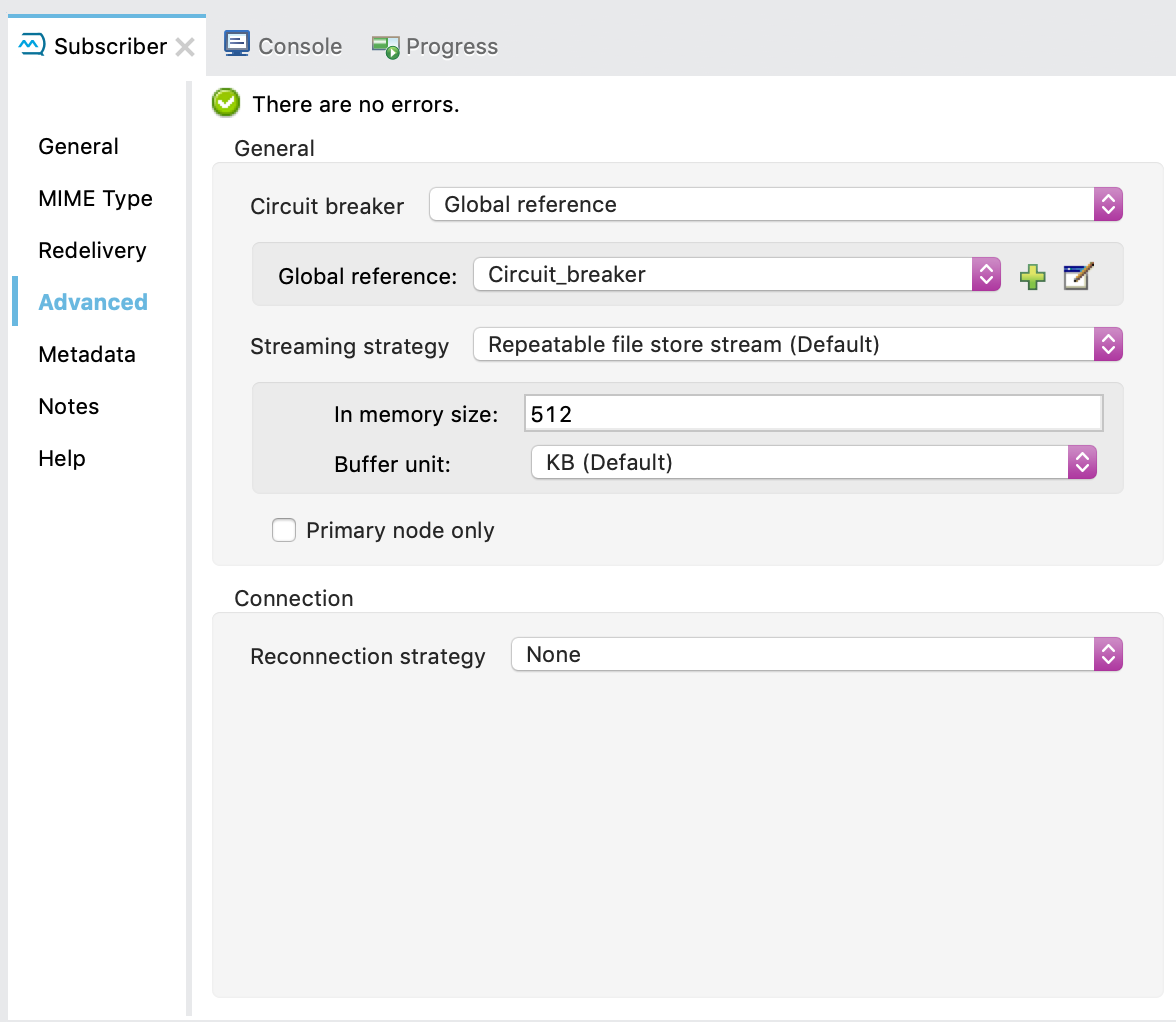 Subscriber
Console
Progress
There are no errors.
General
MIME Type
Redelivery
Advanced
Metadata
Notes
Help
General
Circuit breaker
Global reference
Global reference:
Circuit_breaker
Streaming strategy
Repeatable file store stream (Default)
In memory size:
512
Buffer unit:
KB (Default)
Primary node only
Connection
Reconnection strategy
None